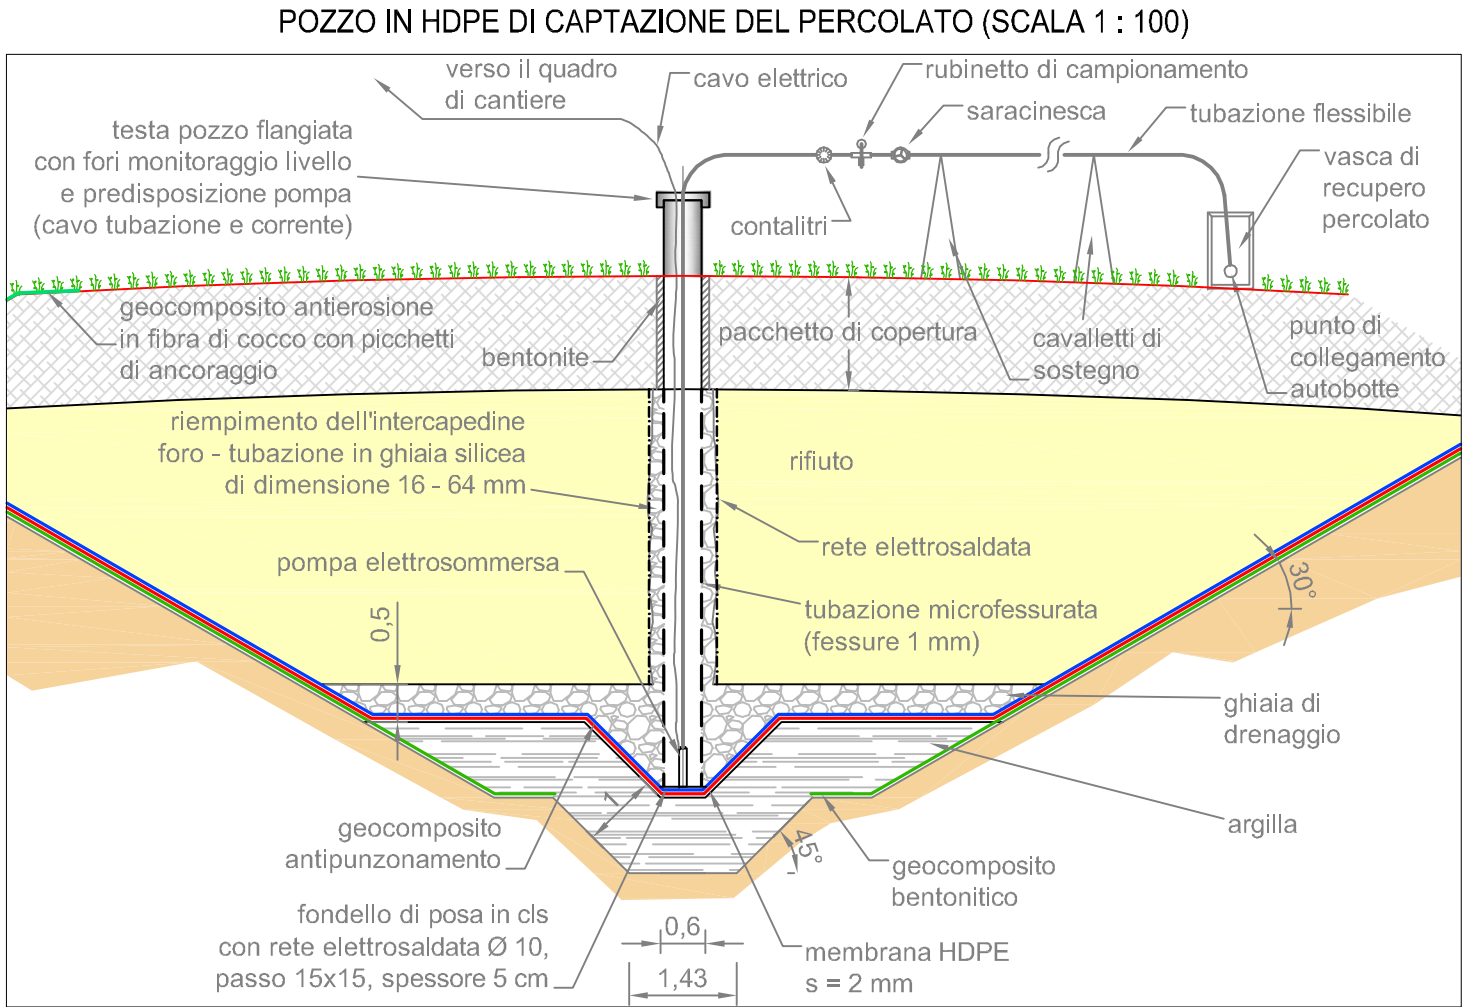 POZZO IN HDPE DI CAPTAZIONE DEL PERCOLATO (SCALA 1 : 100)
verso il quadro
di cantiere
cavo elettrico
rubinetto di campionamento
saracinesca
tubazione flessibile
testa pozzo flangiata
con fori monitoraggio livello
e predisposizione pompa
(cavo tubazione e corrente)
vasca di
recupero
percolato
contalitri
geocomposito antierosione
in fibra di cocco con picchetti
di ancoraggio
bentonite
pacchetto di copertura
cavalletti di
sostegno
punto di
collegamento
autobotte
riempimento dell'intercapedine
foro - tubazione in ghiaia silicea
di dimensione 16 - 64 mm
rifiuto
rete elettrosaldata
pompa elettrosommersa
tubazione microfessurata
(fessure 1 mm)
30°
0,5
ghiaia di
drenaggio
1
geocomposito
antipunzonamento
45°
argilla
geocomposito
bentonitico
fondello di posa in cls
con rete elettrosaldata Ø 10,
passo 15x15, spessore 5 cm
0,6
1,43
membrana HDPE
s = 2 mm